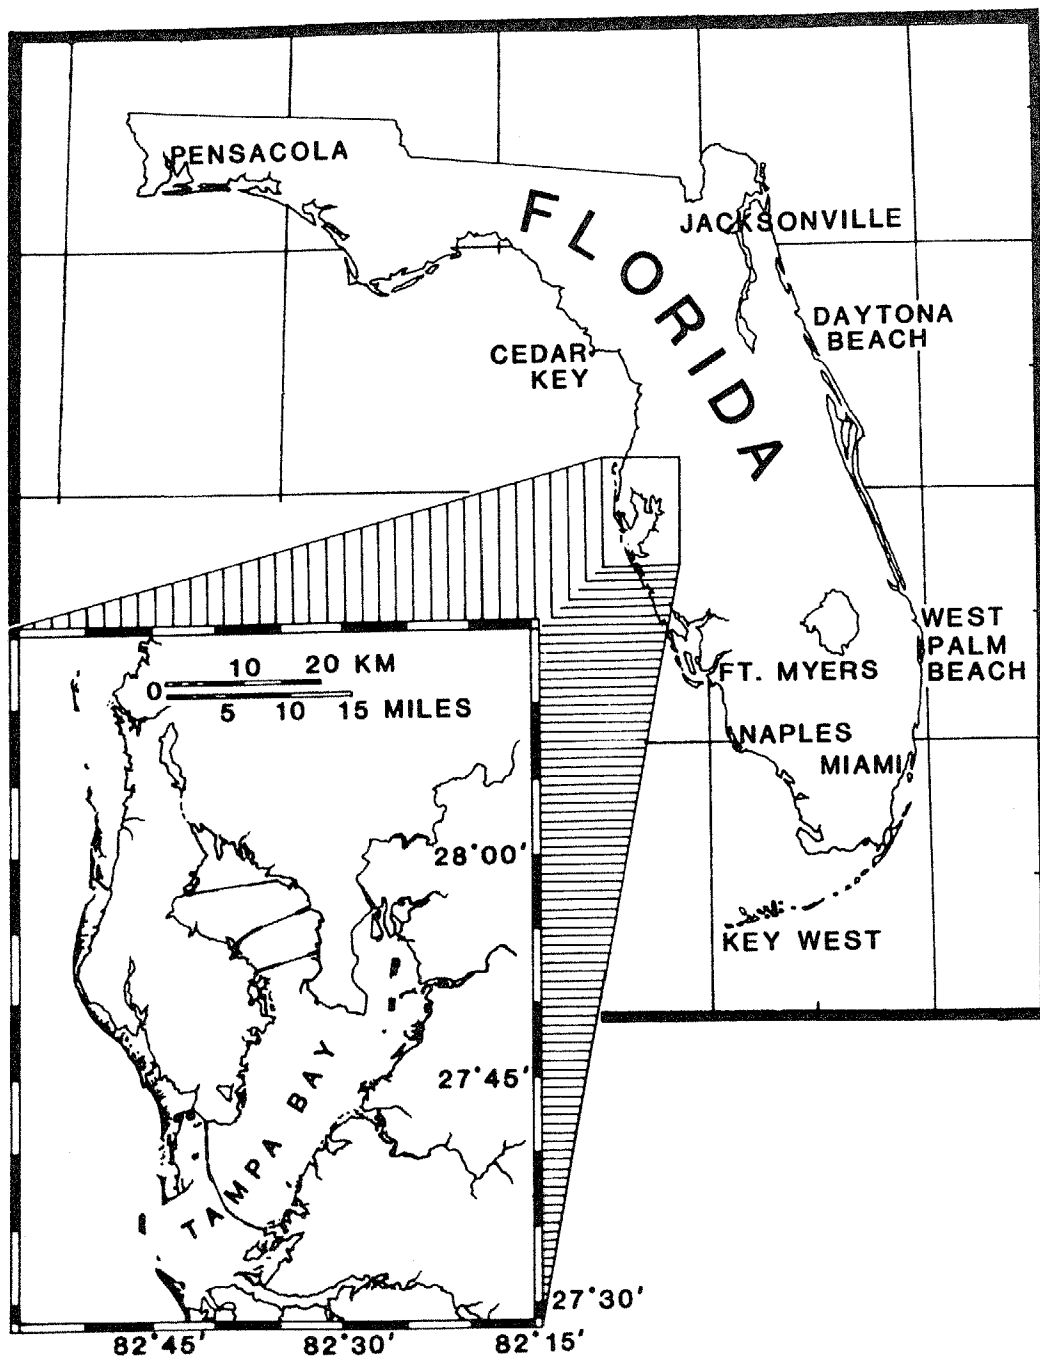 PENSACOLA
FLORIDA
JACKSONVILLE
DAYTONA
BEACH
CEDAR
KEY
WEST
PALM
BEACH
FT. MYERS
NAPLES
MIAMI
KEY WEST
10 20 KM
0
5 10 15 MILES
28°00'
27°45'
TAMPA BAY
27°30'
82°45' 82°30' 82°15'